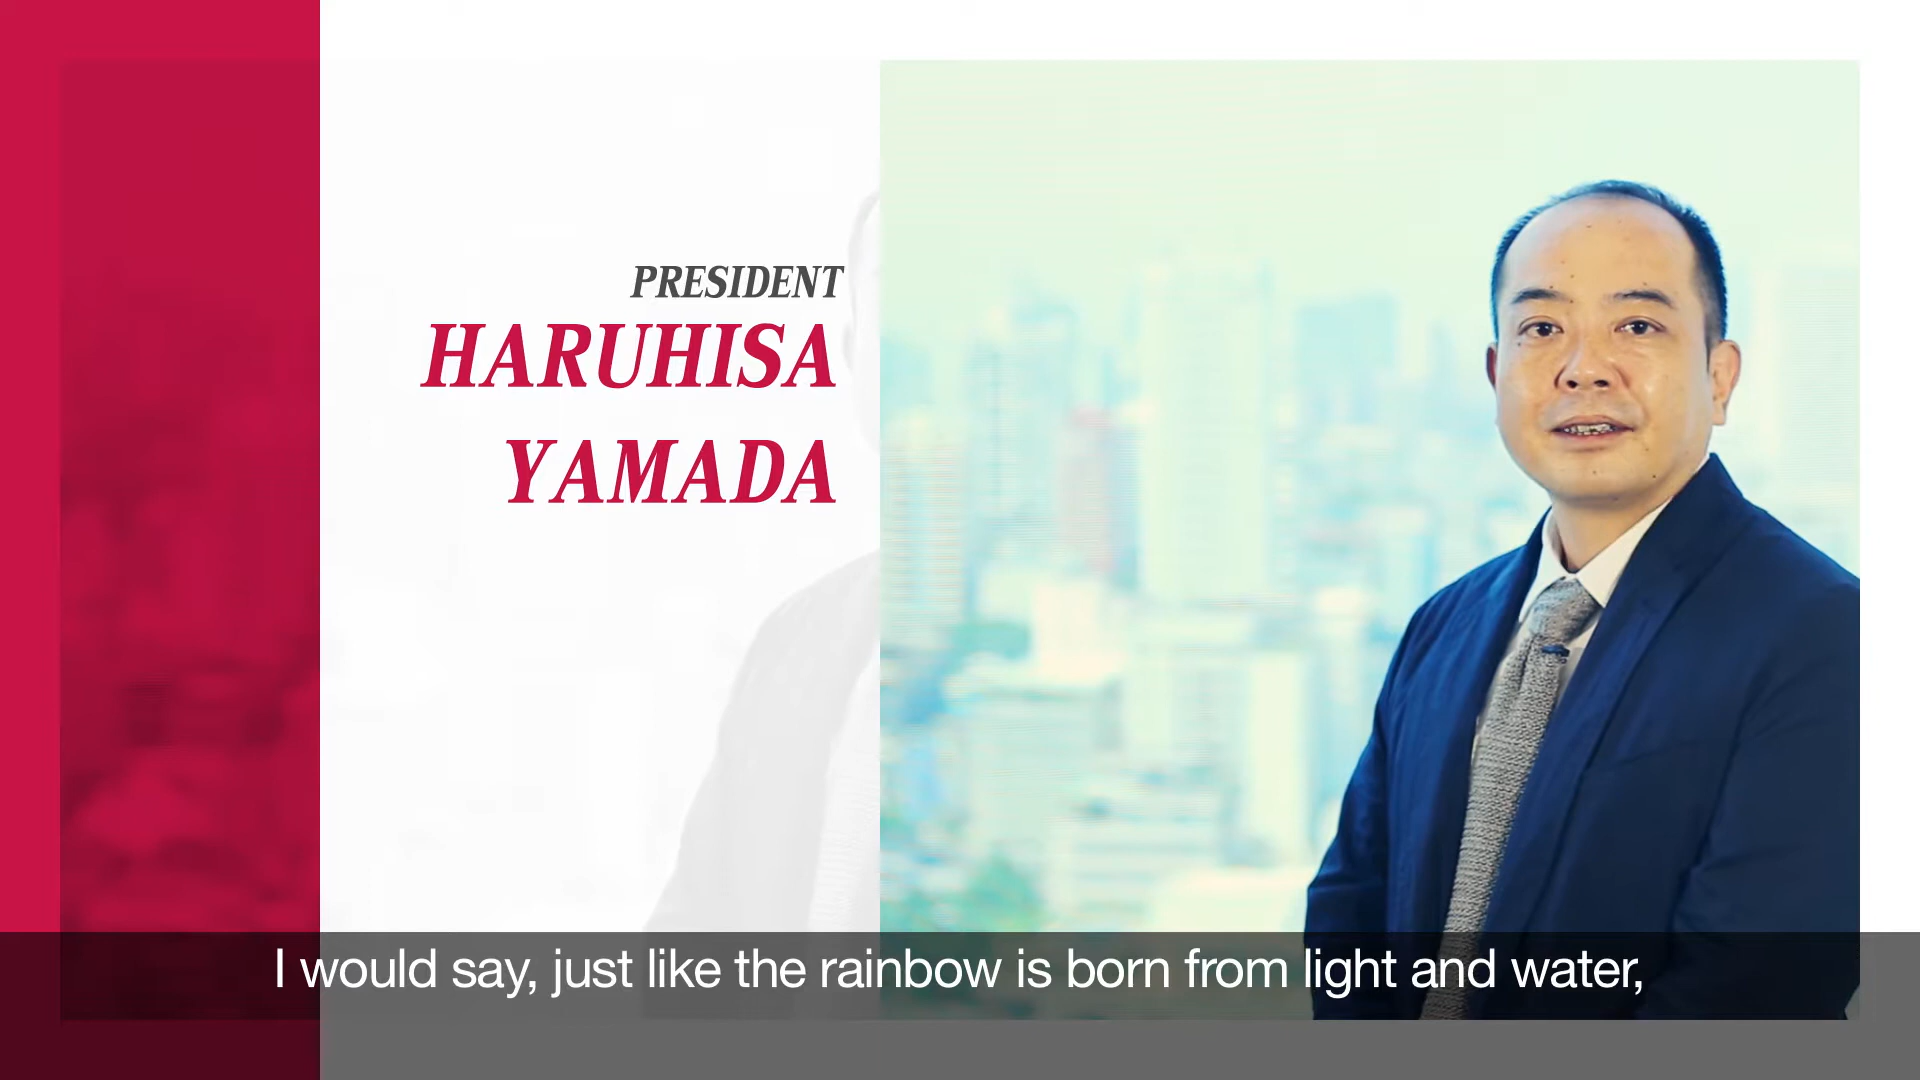 PRESIDENT
HARUHISA
YAMADA
I would say, just like the rainbow is born from light and water,